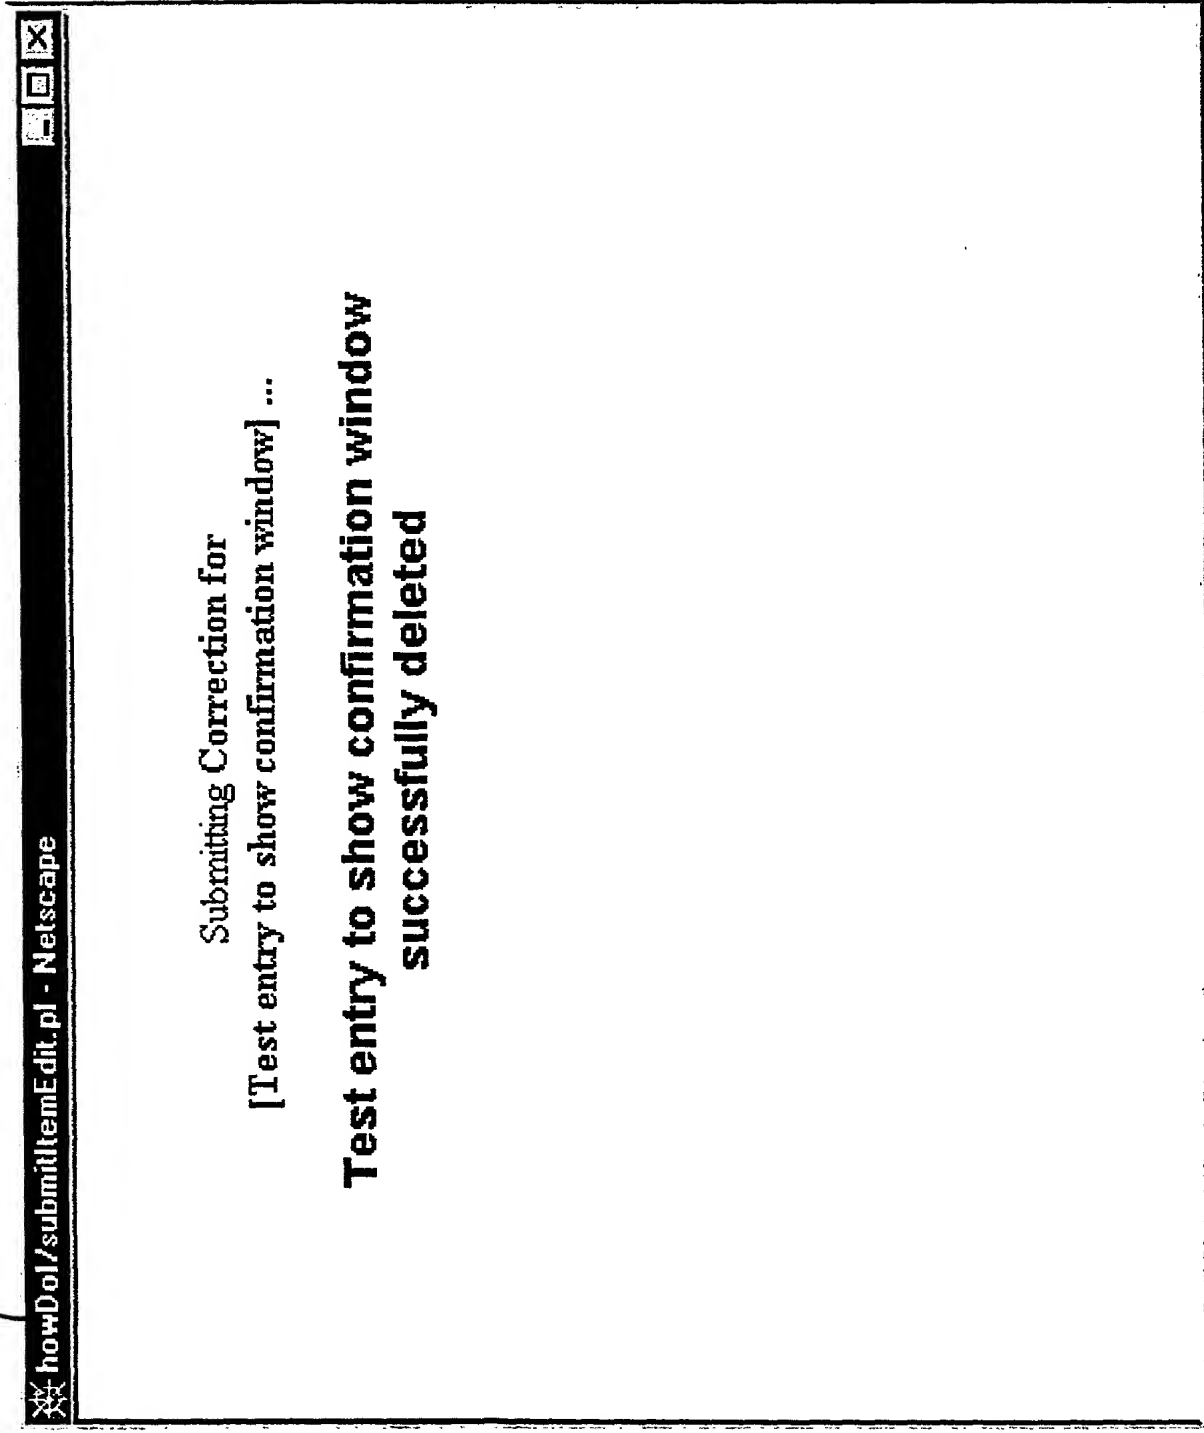 howDoI/submitItemEdit.pl - Netscape
Submitting Correction for
[Test entry to show confirmation window] ...
Test entry to show confirmation window
successfully deleted